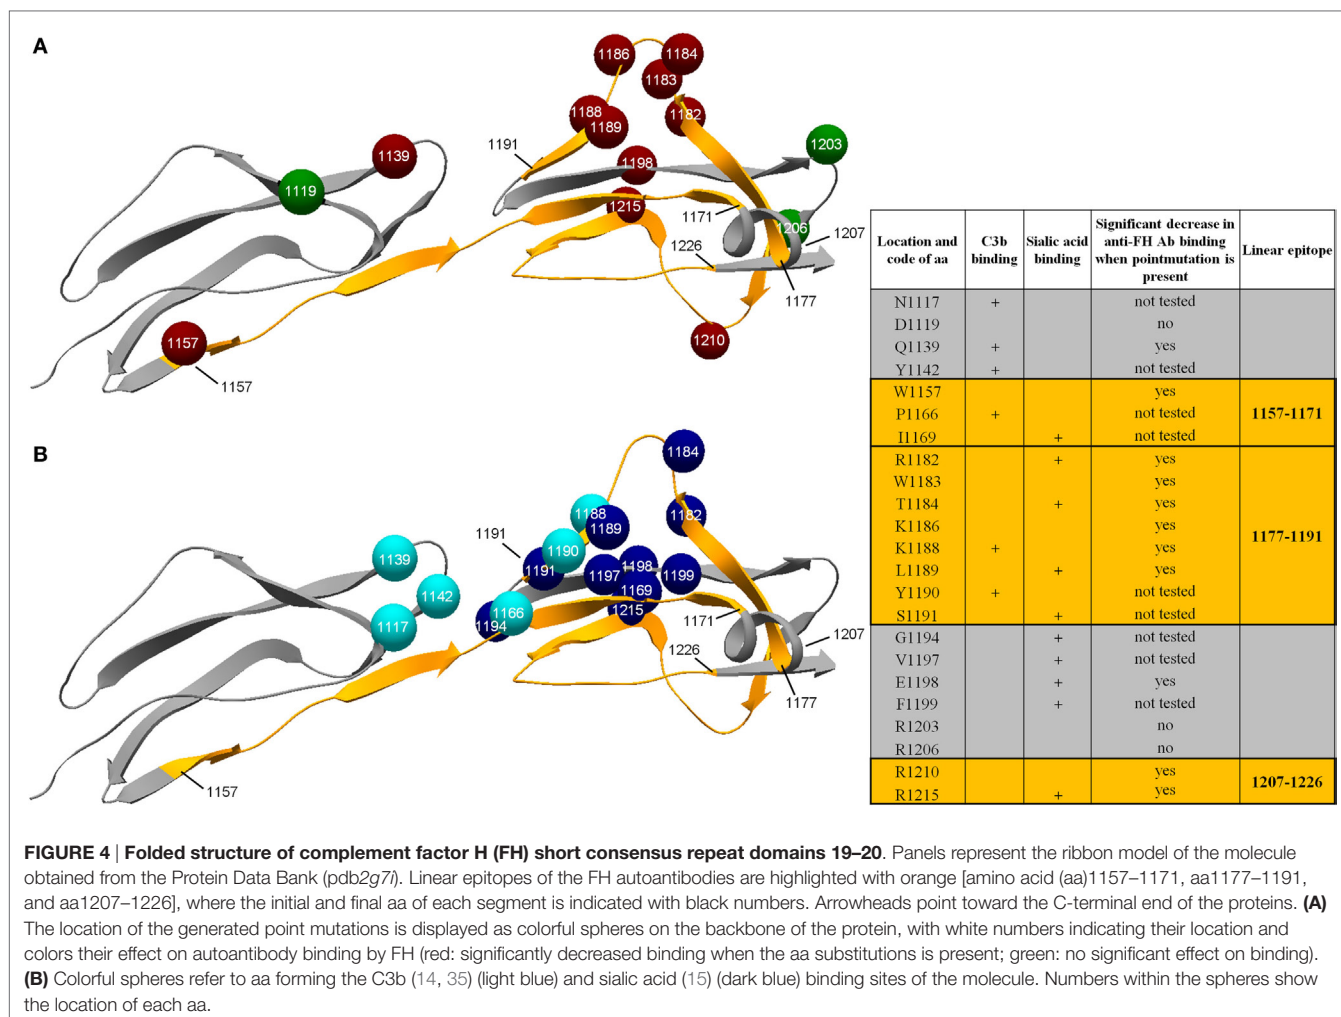 A
1186
1184
1183
1188
1182
1189
1139
1191
1203
1198
1119
1215
1171
1206
1207
1226
1177
1157
1210
1157
B
1184
1188
1182
1189
1191
1190
1139
1198
1191
1197
1199
1142
1169
1166
1215
1171
1117
1194
1207
1226
1177
1157
Location and code of aa | C3b binding | Sialic acid binding | Significant decrease in anti-FH Ab binding when pointmutation is present | Linear epitope
N1117 + not tested
D1119 no
Q1139 + yes
Y1142 + not tested
W1157 yes
P1166 + not tested 1157-1171
I1169 + not tested
R1182 + yes
W1183 yes
T1184 + yes
K1186 yes 1177-1191
K1188 + yes
L1189 + yes
Y1190 + not tested
S1191 + not tested
G1194 + not tested
V1197 + not tested
E1198 + yes
F1199 + not tested
R1203 no
R1206 no
R1210 yes 1207-1226
R1215 + yes
FIGURE 4 | Folded structure of complement factor H (FH) short consensus repeat domains 19–20. Panels represent the ribbon model of the molecule
obtained from the Protein Data Bank (pdb2g7i). Linear epitopes of the FH autoantibodies are highlighted with orange [amino acid (aa)1157–1171, aa1177–1191,
and aa1207–1226], where the initial and final aa of each segment is indicated with black numbers. Arrowheads point toward the C-terminal end of the proteins. (A)
The location of the generated point mutations is displayed as colorful spheres on the backbone of the protein, with white numbers indicating their location and
colors their effect on autoantibody binding by FH (red: significantly decreased binding when the aa substitutions is present; green: no significant effect on binding).
(B) Colorful spheres refer to aa forming the C3b (14, 35) (light blue) and sialic acid (15) (dark blue) binding sites of the molecule. Numbers within the spheres show
the location of each aa.